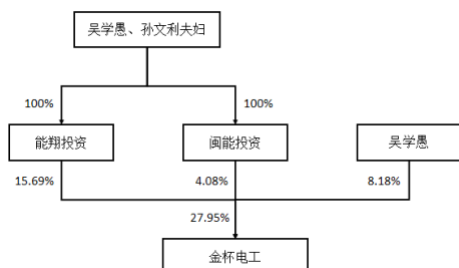 吴学愚、孙文利夫妇
100%
100%
能翔投资
闽能投资
吴学愚
15.69%
4.08%
8.18%
27.95%
金杯电工